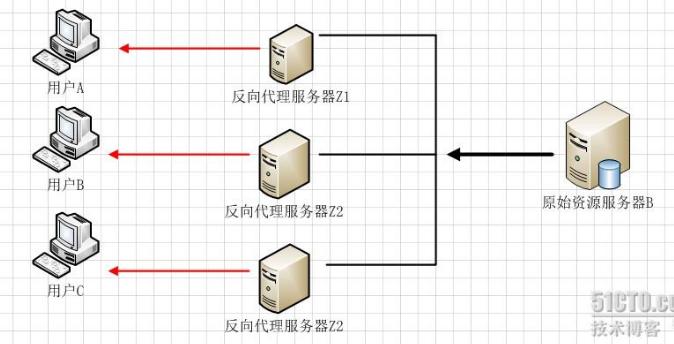 用户A
反向代理服务器Z1
用户B
反向代理服务器Z2
原始资源服务器B
用户C
反向代理服务器Z2
51CTO.co
技术博客